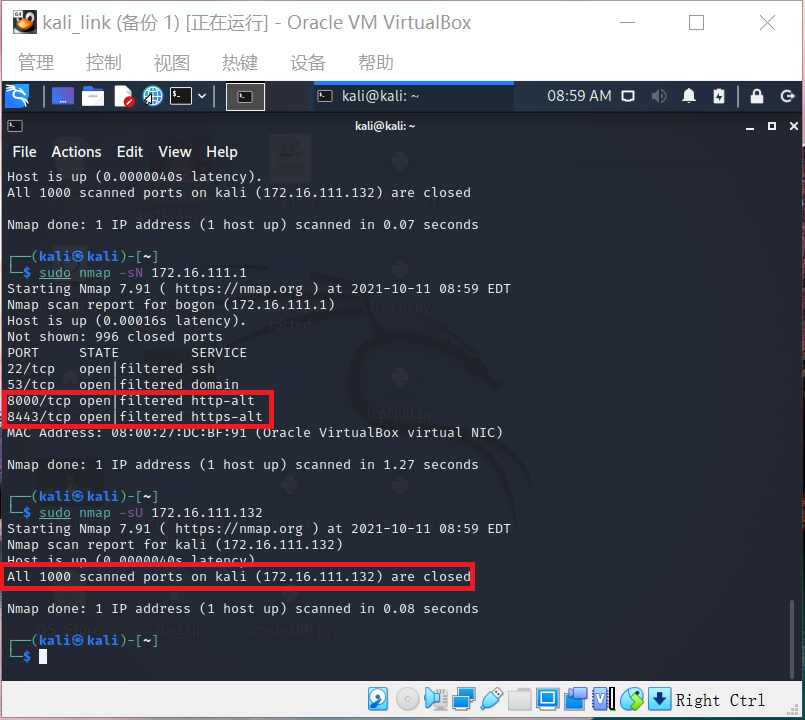 kali_link (备份 1) [正在运行] - Oracle VM VirtualBox
管理 控制 视图 热键 设备 帮助
kali@kali: ~ 08:59 AM
kali@kali: ~
File Actions Edit View Help
Host is up (0.0000040s latency).
All 1000 scanned ports on kali (172.16.111.132) are closed
Nmap done: 1 IP address (1 host up) scanned in 0.07 seconds
┌──(kali㉿kali)-[~]
└─$ sudo nmap -sN 172.16.111.1
Starting Nmap 7.91 ( https://nmap.org ) at 2021-10-11 08:59 EDT
Nmap scan report for bogon (172.16.111.1)
Host is up (0.00016s latency).
Not shown: 996 closed ports
PORT STATE SERVICE
22/tcp open|filtered ssh
53/tcp open|filtered domain
8000/tcp open|filtered http-alt
8443/tcp open|filtered https-alt
MAC Address: 08:00:27:DC:BF:91 (Oracle VirtualBox virtual NIC)
Nmap done: 1 IP address (1 host up) scanned in 1.27 seconds
┌──(kali㉿kali)-[~]
└─$ sudo nmap -sU 172.16.111.132
Starting Nmap 7.91 ( https://nmap.org ) at 2021-10-11 08:59 EDT
Nmap scan report for kali (172.16.111.132)
Host is up (0.0000040s latency).
All 1000 scanned ports on kali (172.16.111.132) are closed
Nmap done: 1 IP address (1 host up) scanned in 0.08 seconds
flag.zip tcpstealth.py
┌──(kali㉿kali)-[~]
└─$
Right Ctrl